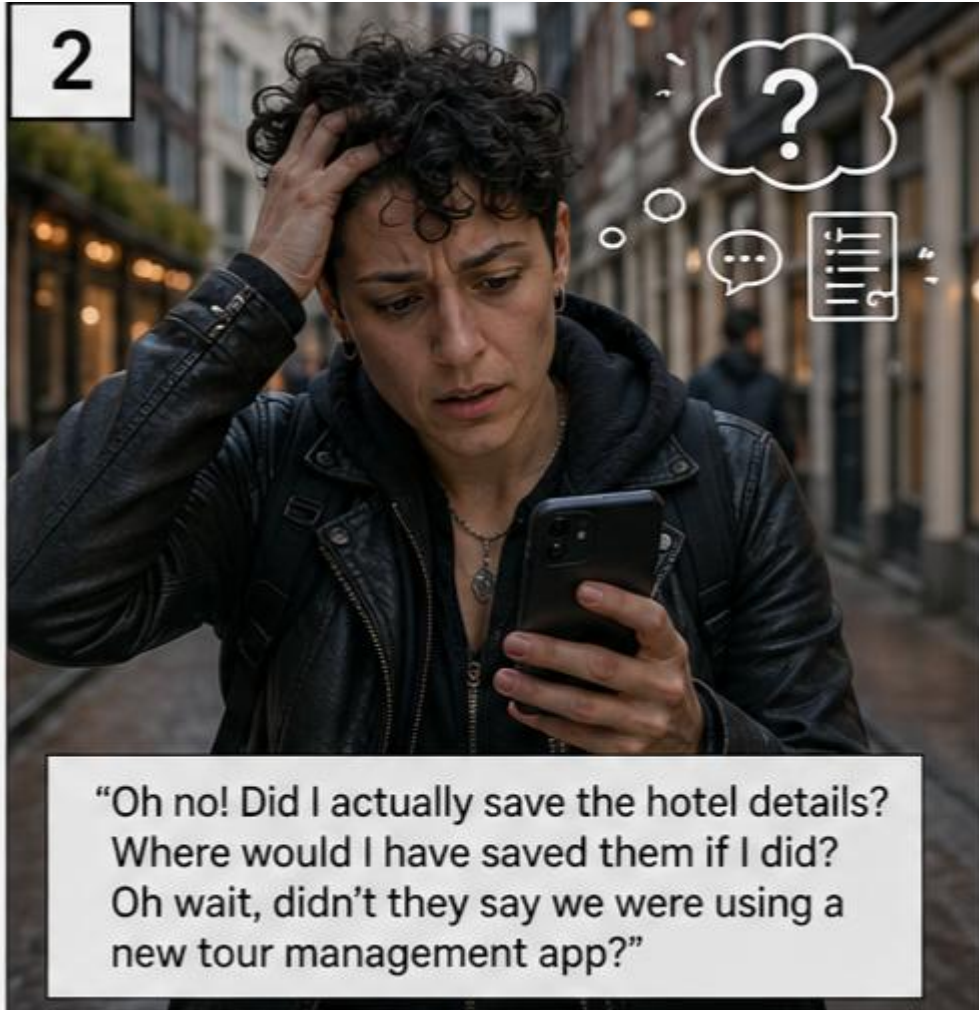 2
?
“Oh no! Did I actually save the hotel details?
Where would I have saved them if I did?
Oh wait, didn’t they say we were using a
new tour management app?”